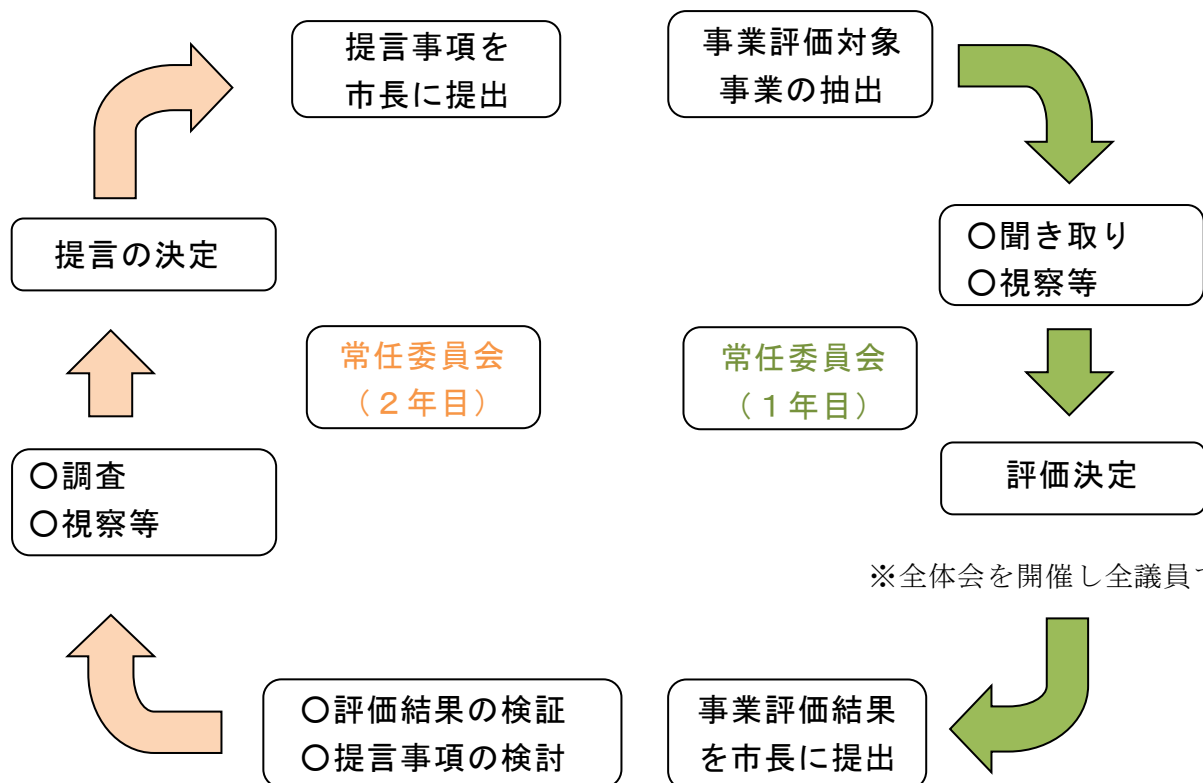 提言事項を
市長に提出
事業評価対象
事業の抽出
提言の決定
〇聞き取り
〇視察等
常任委員会
（２年目）
常任委員会
（１年目）
〇調査
〇視察等
評価決定
※全体会を開催し全議員
〇評価結果の検証
〇提言事項の検討
事業評価結果
を市長に提出